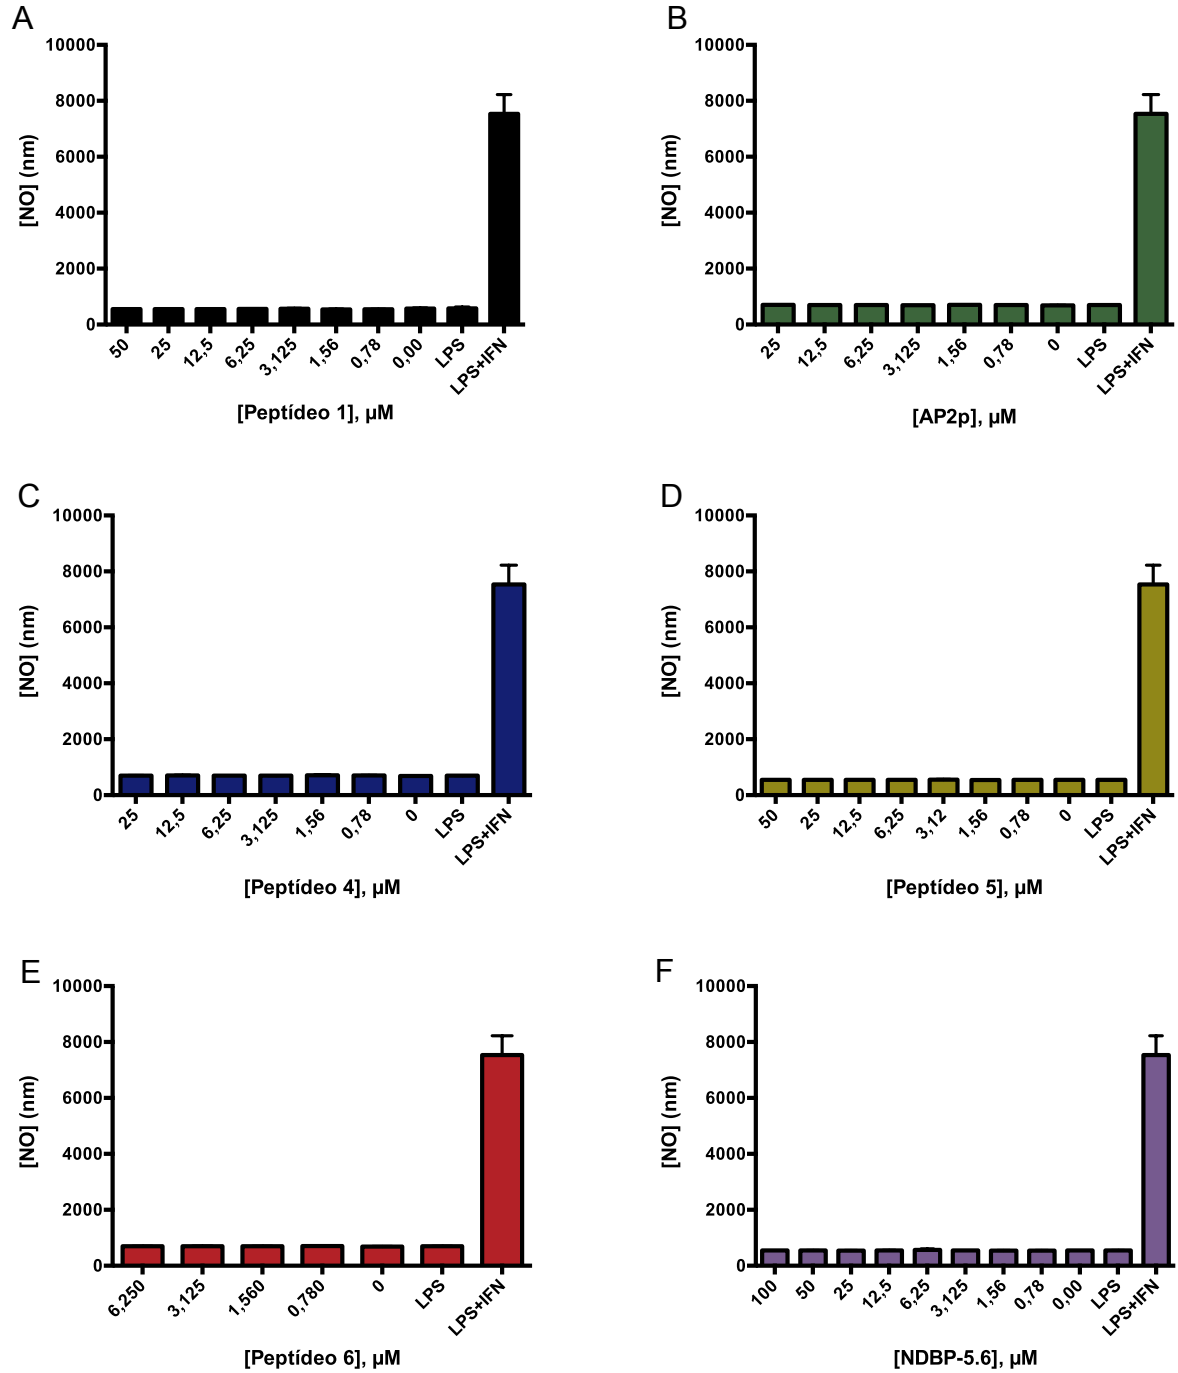 A
10000
8000
6000
4000
2000
0
[NO] (nm)
50 25 12,5 6,25 3,125 1,56 0,78 0,00 LPS LPS+IFN
[Peptídeo 1], µM
B
10000
8000
6000
4000
2000
0
[NO] (nm)
25 12,5 6,25 3,125 1,56 0,78 0 LPS LPS+IFN
[AP2p], µM
C
10000
8000
6000
4000
2000
0
[NO] (nm)
25 12,5 6,25 3,125 1,56 0,78 0 LPS LPS+IFN
[Peptídeo 4], µM
D
10000
8000
6000
4000
2000
0
[NO] (nm)
50 25 12,5 6,25 3,12 1,56 0,78 0 LPS LPS+IFN
[Peptídeo 5], µM
E
10000
8000
6000
4000
2000
0
[NO] (nm)
6,250 3,125 1,560 0,780 0 LPS LPS+IFN
[Peptídeo 6], µM
F
10000
8000
6000
4000
2000
0
[NO] (nm)
100 50 25 12,5 6,25 3,125 1,56 0,78 0,00 LPS LPS+IFN
[NDBP-5.6], µM